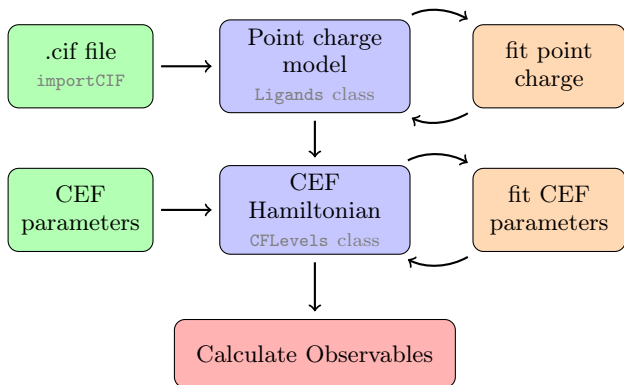 .cif file
importCIF
Point charge
model
Ligands class
fit point
charge
CEF
parameters
CEF
Hamiltonian
CFLevels class
fit CEF
parameters
Calculate Observables